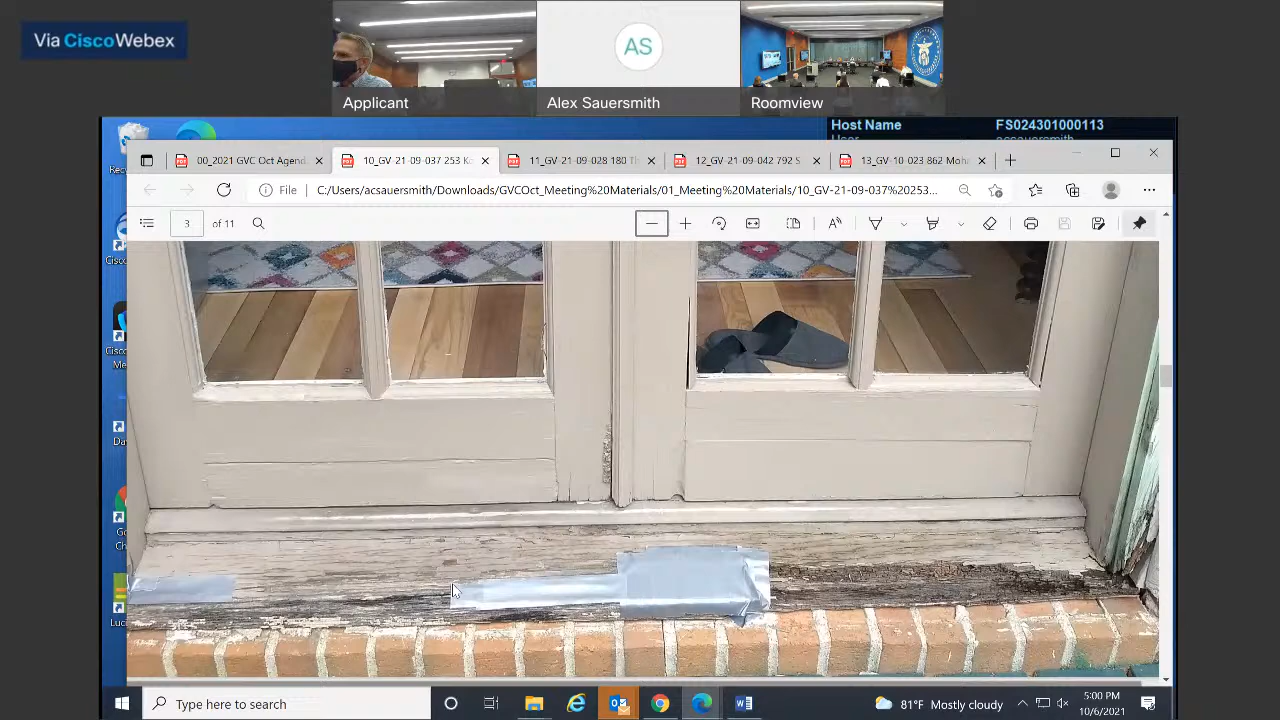 Via Cisco Webex
AS
Applicant
Alex Sauersmith
Roomview
Host Name FS024301000113
00_2021 GVC Oct Agend
10_GV-21-09-037 253 K
11_GV-21-09-028 180 T
12_GV-21-09-042 292 S
13_GV 10-023 862 Moh
File C:/Users/acsauersmith/Downloads/GVCOct_Meeting%20Materials/01_Meeting%20Materials/10_GV-21-09-037%20253...
3 of 11
Type here to search
81°F Mostly cloudy
5:00 PM
10/6/2021